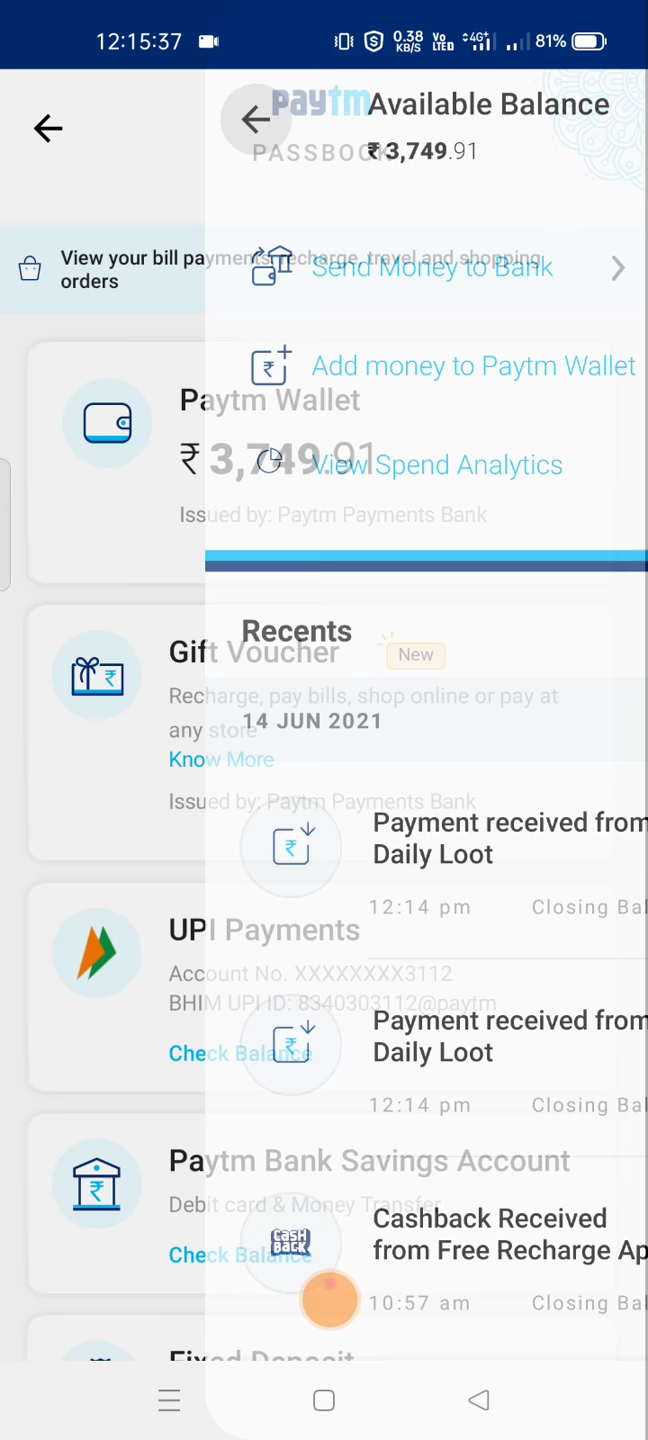 12:15:37
0.38 KB/S
Vo LTED
4G+
81%
paytm
PASSBOOK
Available Balance
₹ 3,749.91
View your bill payments, recharge, travel and shopping
orders
Send Money to Bank
Add money to Paytm Wallet
Paytm Wallet
₹ 3,749.91
View Spend Analytics
Issued by: Paytm Payments Bank
Recents
Gift Voucher
New
Recharge, pay bills, shop online or pay at
any store
14 JUN 2021
Know More
Issued by: Paytm Payments Bank
Payment received from
Daily Loot
12:14 pm
Closing Bal
UPI Payments
Account No. XXXXXXXX3112
BHIM UPI ID: 8340303112@paytm
Check Balance
Payment received from
Daily Loot
12:14 pm
Closing Bal
Paytm Bank Savings Account
Debit card & Money Transfer
Check Balance
CASH BACK
Cashback Received
from Free Recharge Ap
10:57 am
Closing Bal
Fixed Deposit